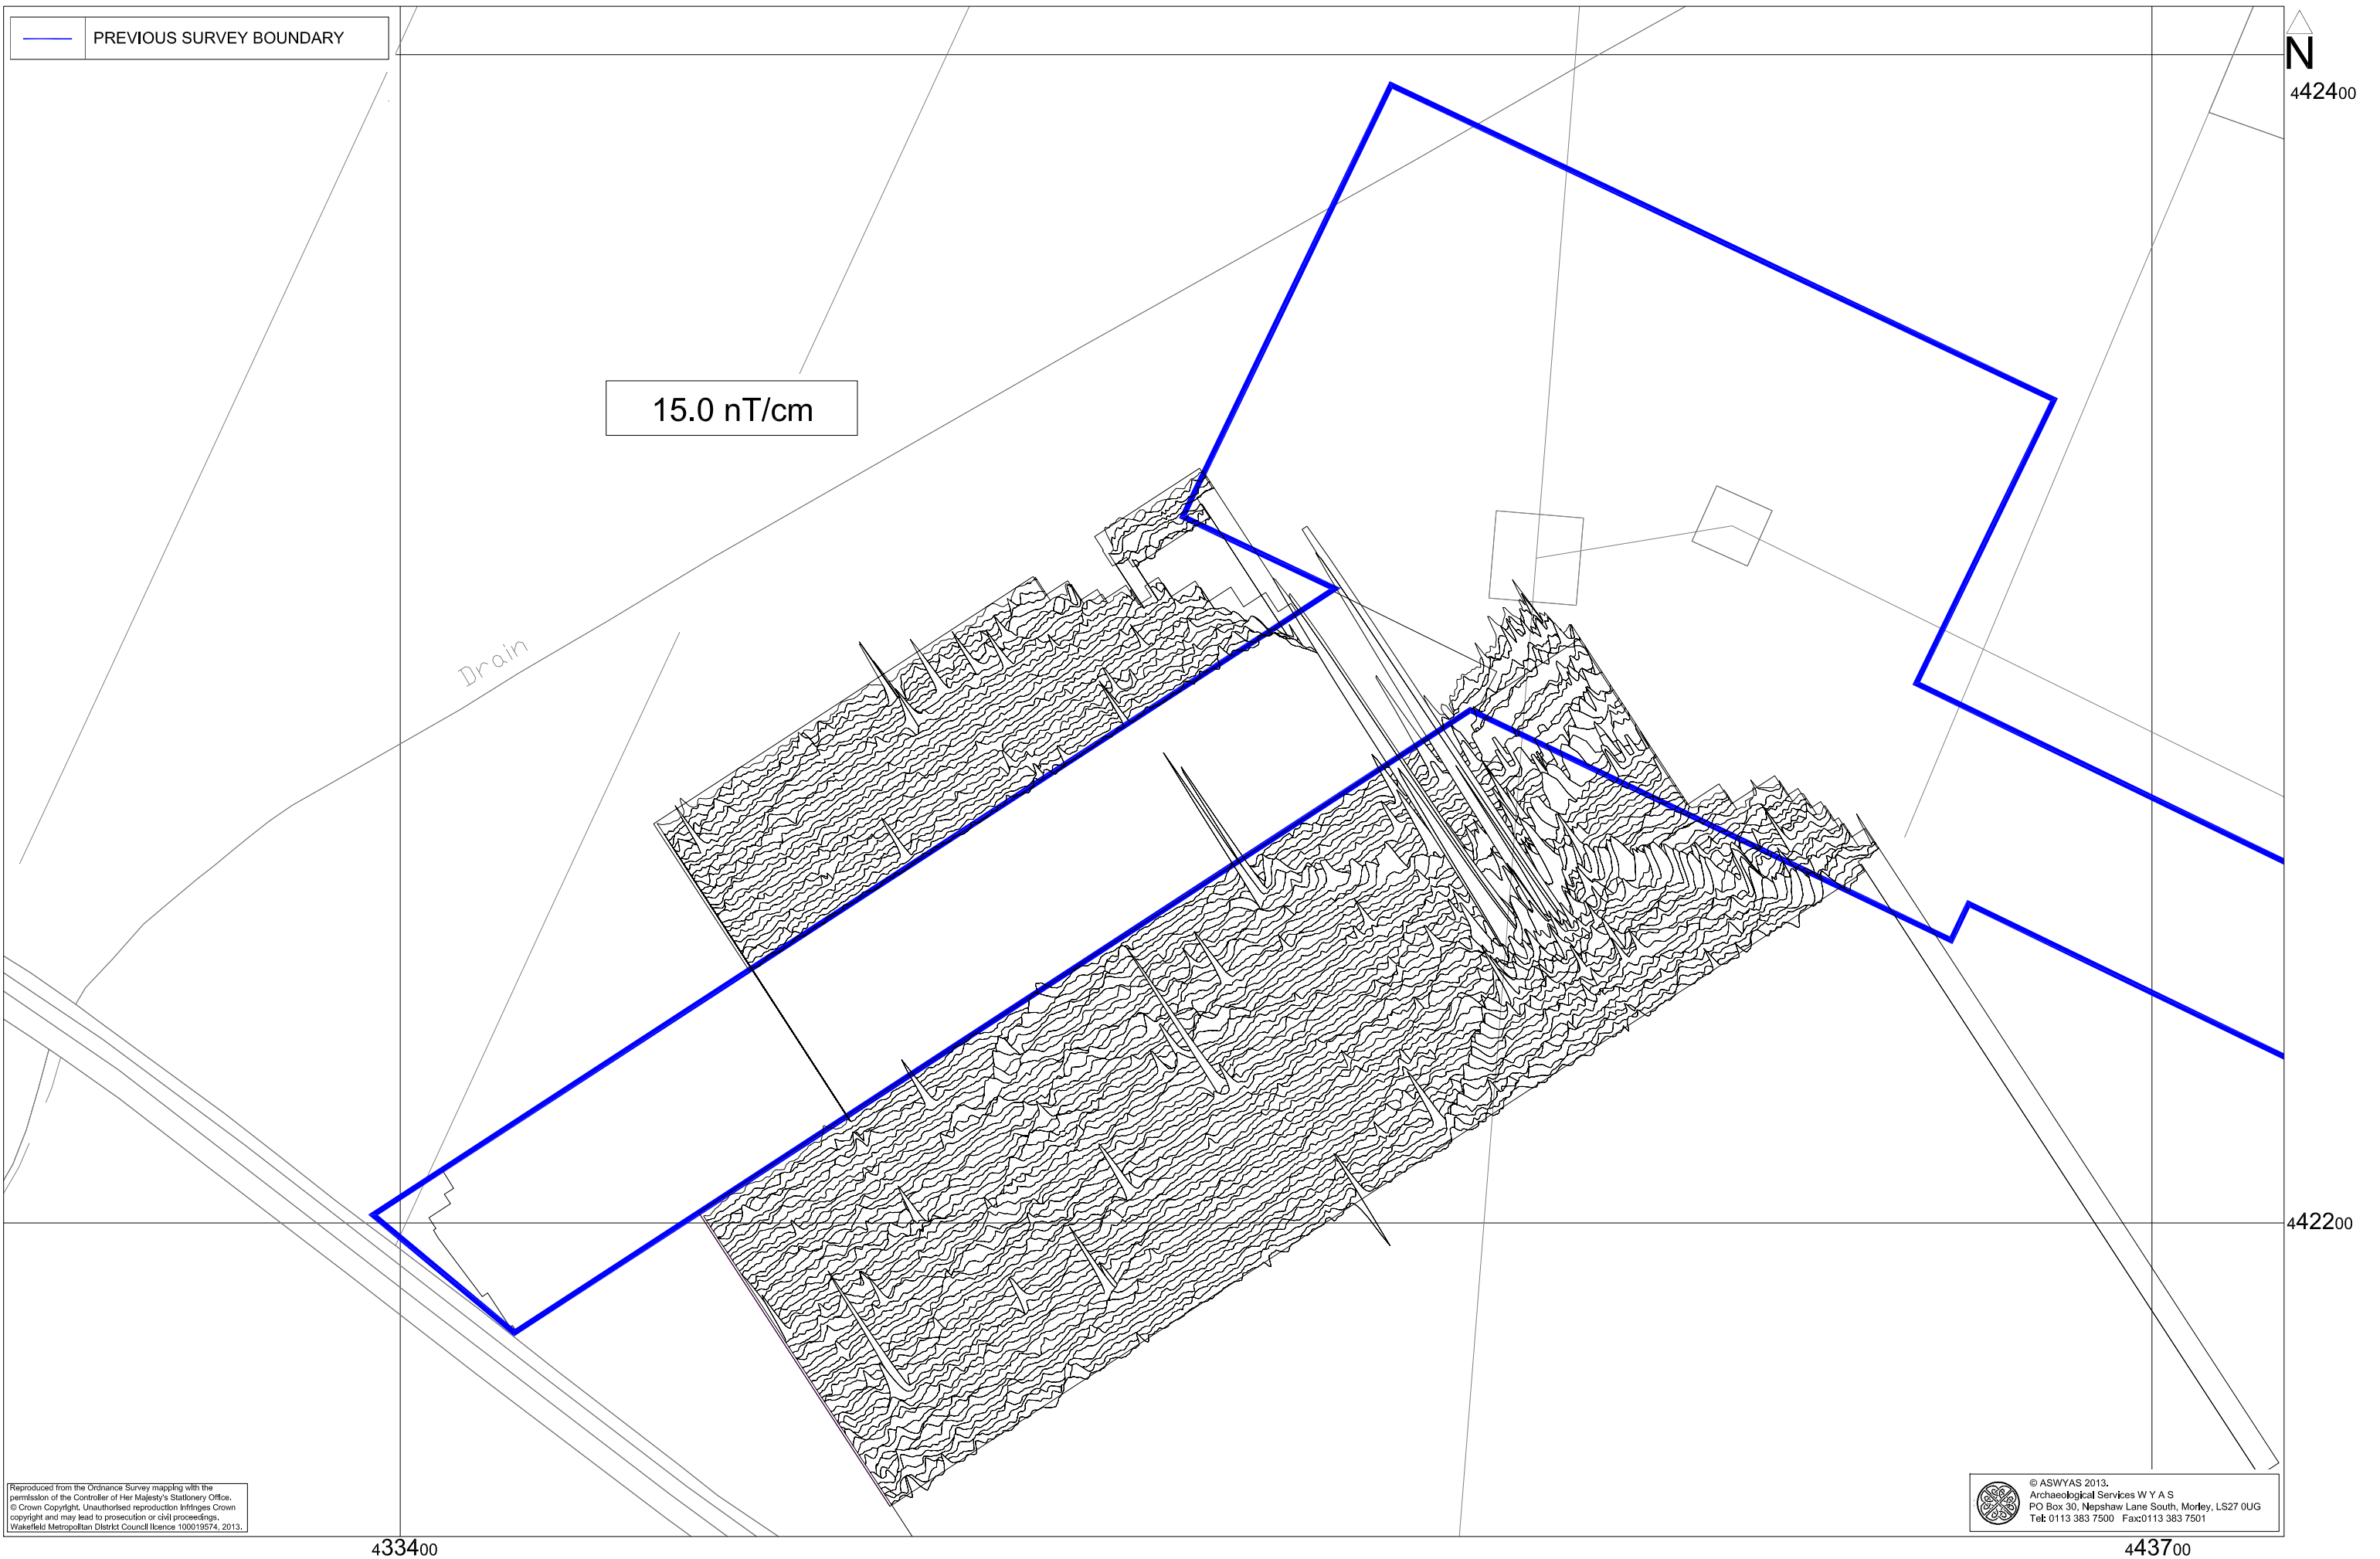 PREVIOUS SURVEY BOUNDARY
N
442400
15.0 nT/cm
Drain
442200
Reproduced from the Ordnance Survey mapping with the
permission of the Controller of Her Majesty's Stationery Office.
© Crown Copyright. Unauthorised reproduction infringes Crown
copyright and may lead to prosecution or civil proceedings.
Wakefield Metropolitan District Council licence 100019574, 2013.
© ASWYAS 2013.
Archaeological Services W Y A S
PO Box 30, Nepshaw Lane South, Morley, LS27 0UG
Tel: 0113 383 7500 Fax:0113 383 7501
433400
443700